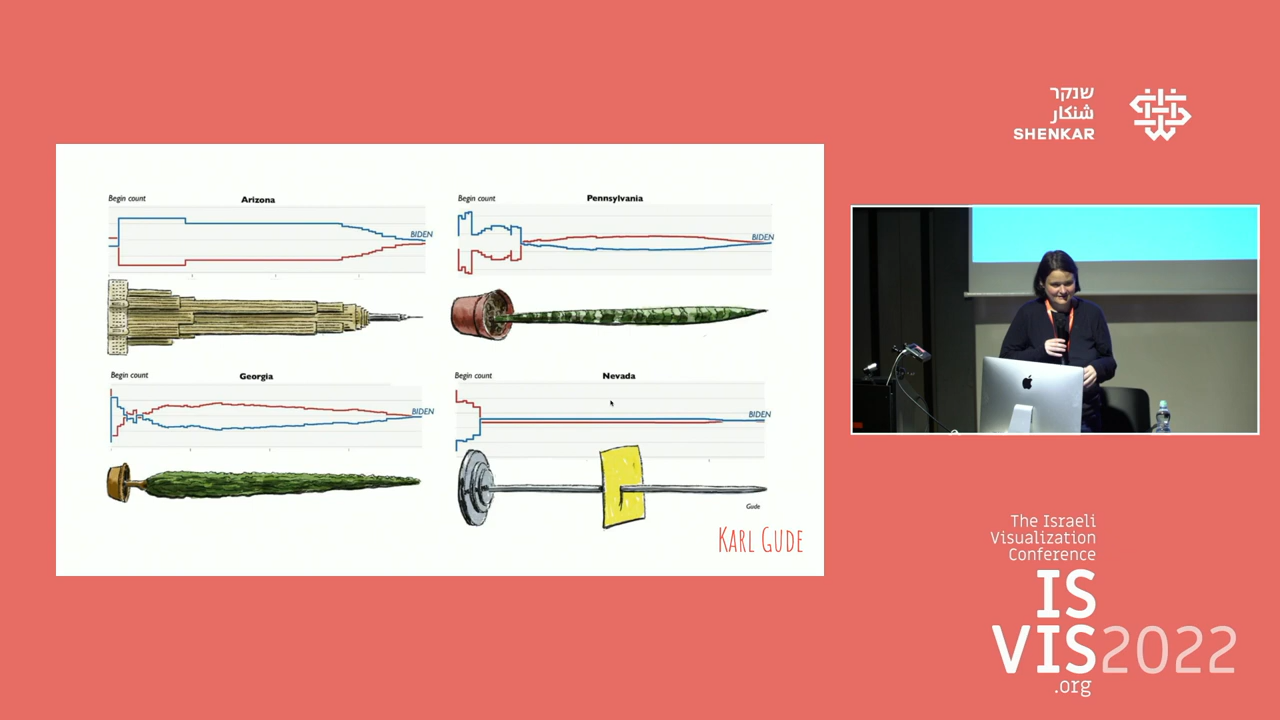 Begin count
Arizona
BIDEN
Begin count
Pennsylvania
BIDEN
Begin count
Georgia
BIDEN
Begin count
Nevada
BIDEN
Gude
KARL GUDE
שנקר
شنكار
SHENKAR
The Israeli
Visualization
Conference
IS
VIS2022
.org